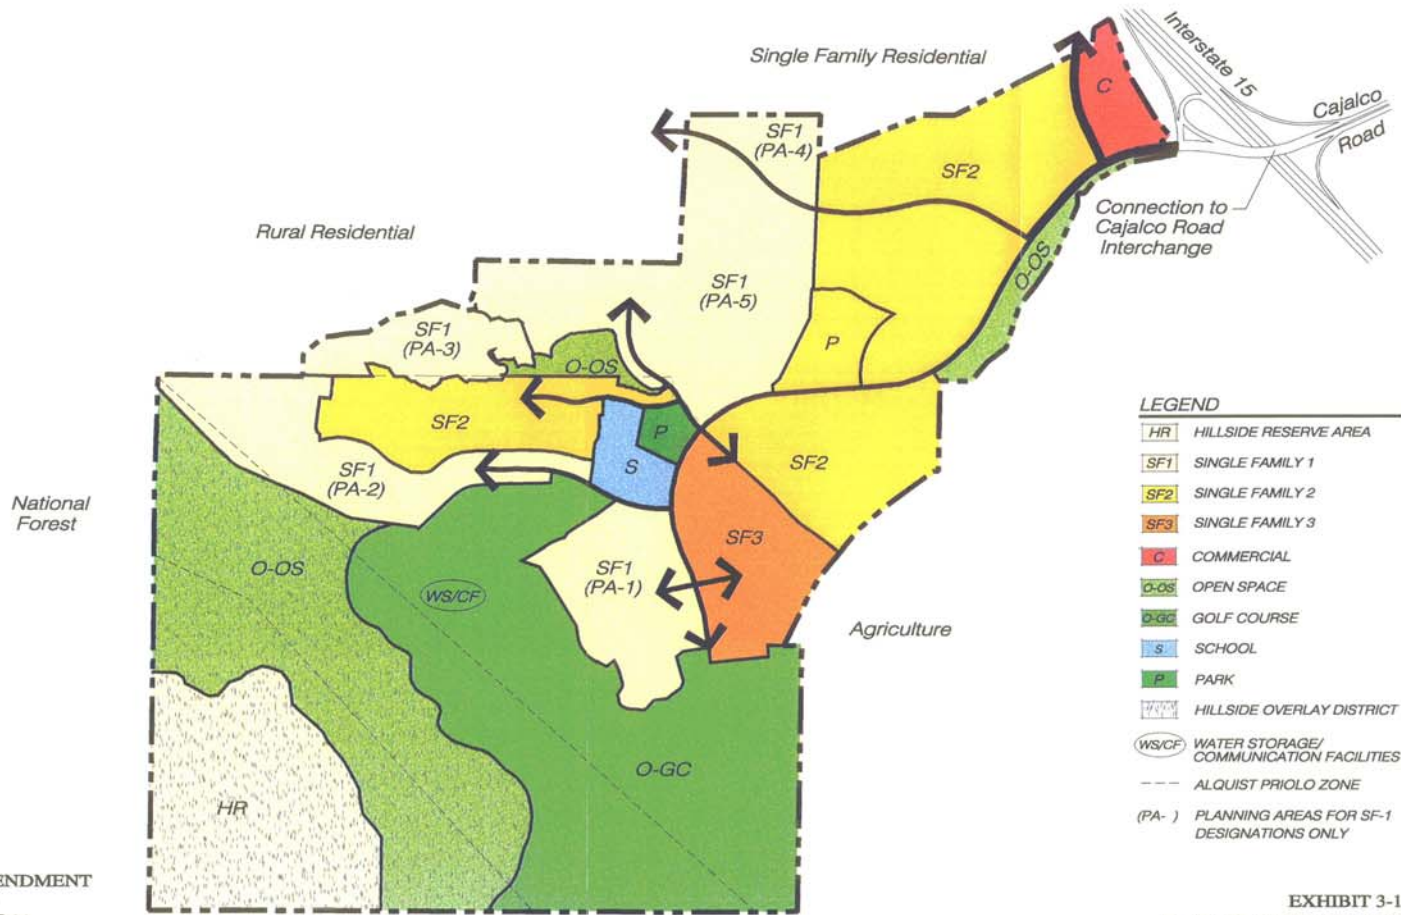 Single Family Residential
Interstate 15
Cajalco
Road
C
SF1
(PA-4)
SF2
Connection to
Cajalco Road
Interchange
Rural Residential
O-OS
SF1
(PA-5)
SF1
(PA-3)
P
O-OS
SF2
P
SF2
S
SF1
(PA-2)
National
Forest
SF3
O-OS
SF1
(PA-1)
WS/CF
Agriculture
O-GC
HR
LEGEND
HR HILLSIDE RESERVE AREA
SF1 SINGLE FAMILY 1
SF2 SINGLE FAMILY 2
SF3 SINGLE FAMILY 3
C COMMERCIAL
O-OS OPEN SPACE
O-GC GOLF COURSE
S SCHOOL
P PARK
HILLSIDE OVERLAY DISTRICT
WS/CF WATER STORAGE/
COMMUNICATION FACILITIES
ALQUIST PRIOLO ZONE
(PA- ) PLANNING AREAS FOR SF-1
DESIGNATIONS ONLY
ENDMENT
EXHIBIT 3-1